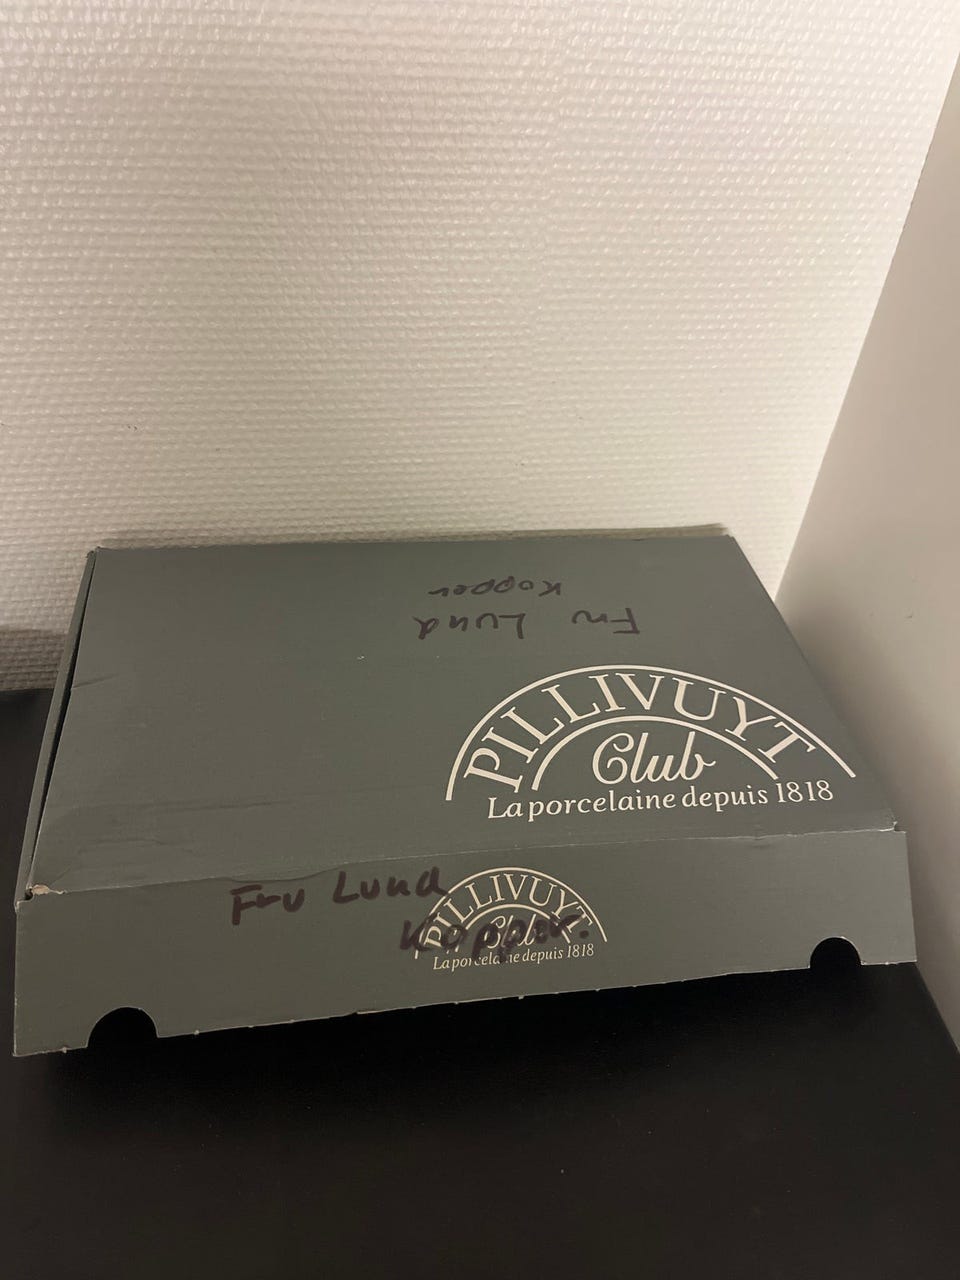 Fru Lund
Kopper
PILLIVUYT
Club
La porcelaine depuis 1818
Fru Lund
Kopper.
PILLIVUYT
Club
La porcelaine depuis 1818